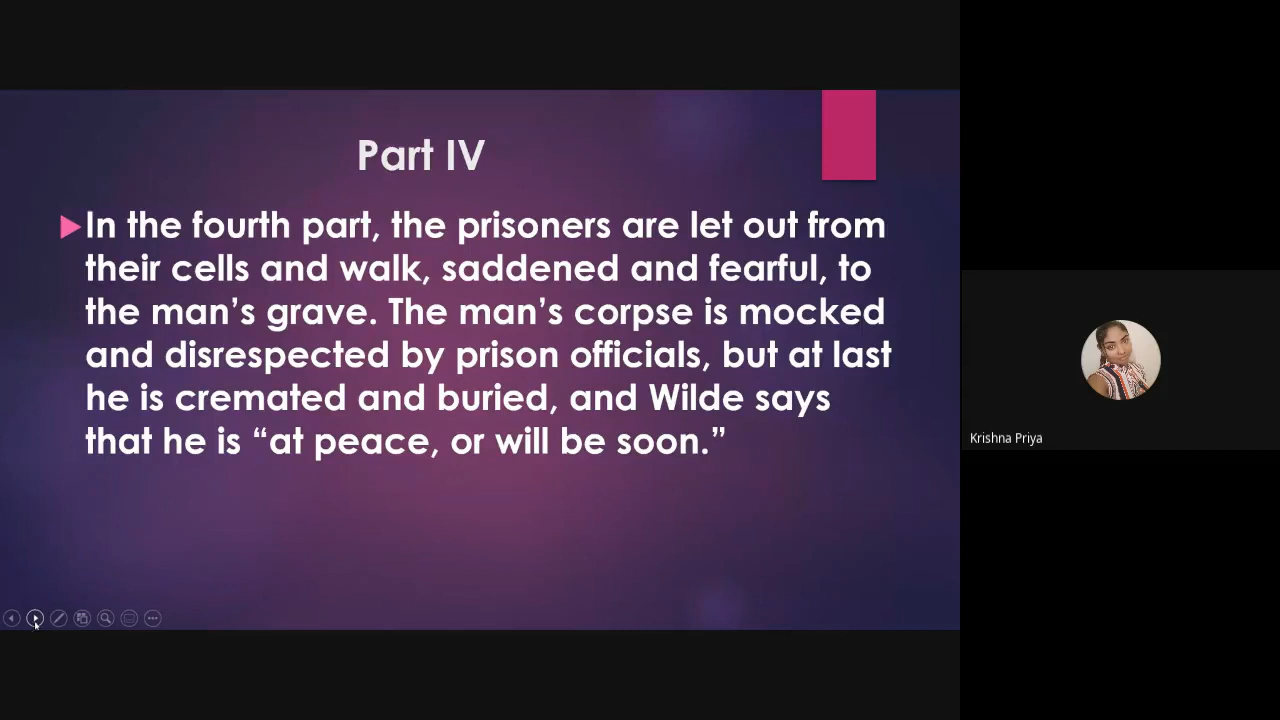 Part IV
In the fourth part, the prisoners are let out from
their cells and walk, saddened and fearful, to
the man’s grave. The man’s corpse is mocked
and disrespected by prison officials, but at last
he is cremated and buried, and Wilde says
that he is “at peace, or will be soon.”
Krishna Priya